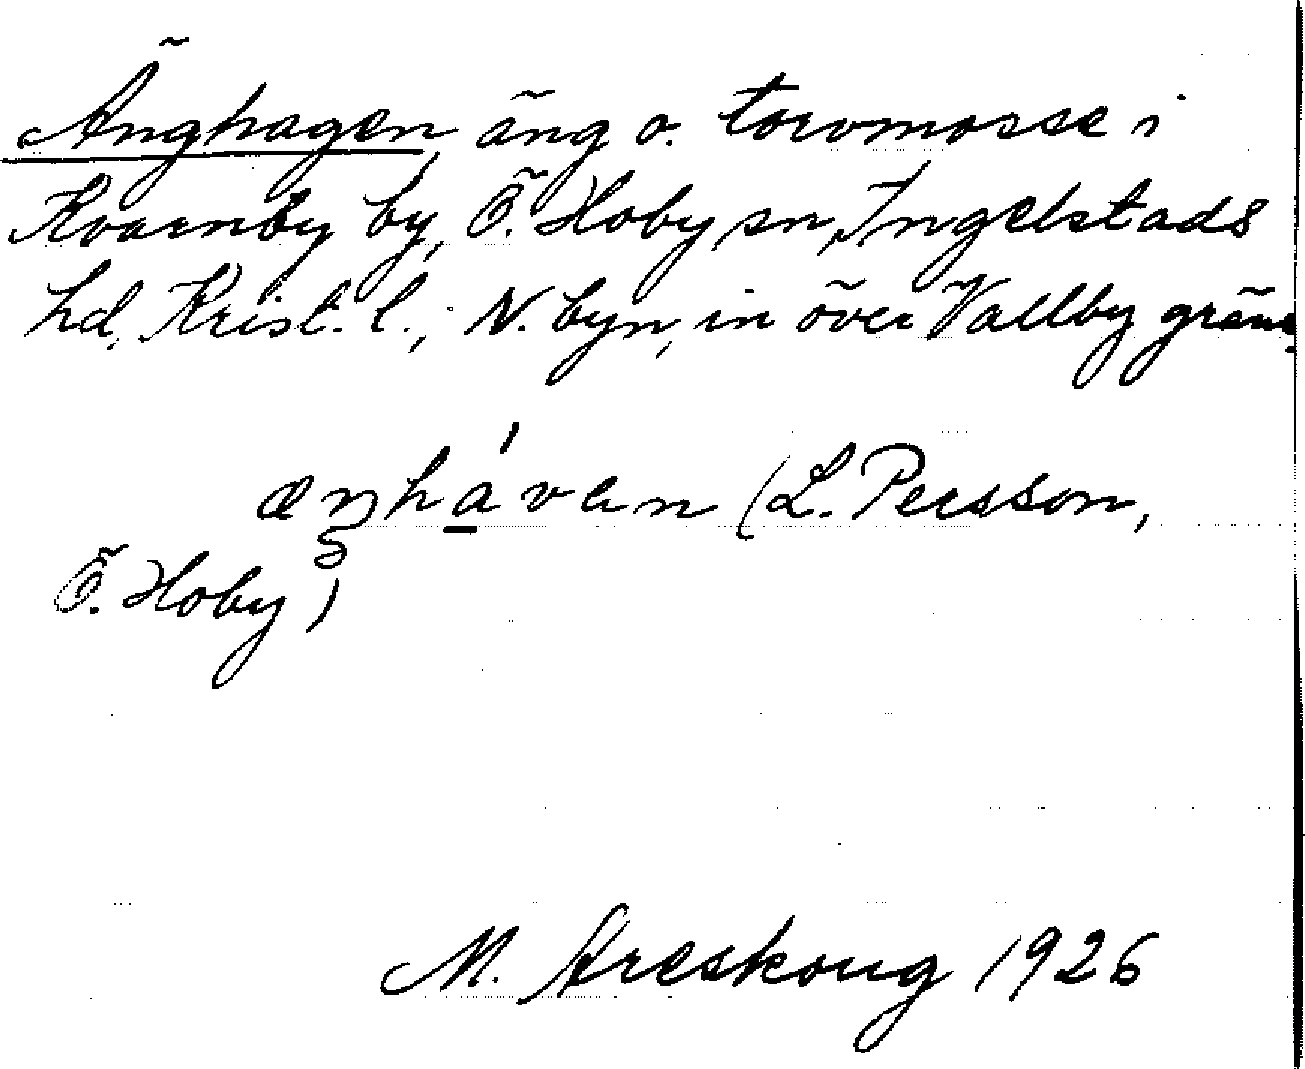 Änghagen, äng o. torvmosse i
Kvarnby by, Ö. Hoby sn, Ingelstads
hd, Krist. l.; N. byn, in över Vallby gräns.
æŋhávan (L. Persson,
Ö. Hoby)
M. Areskoug 1926